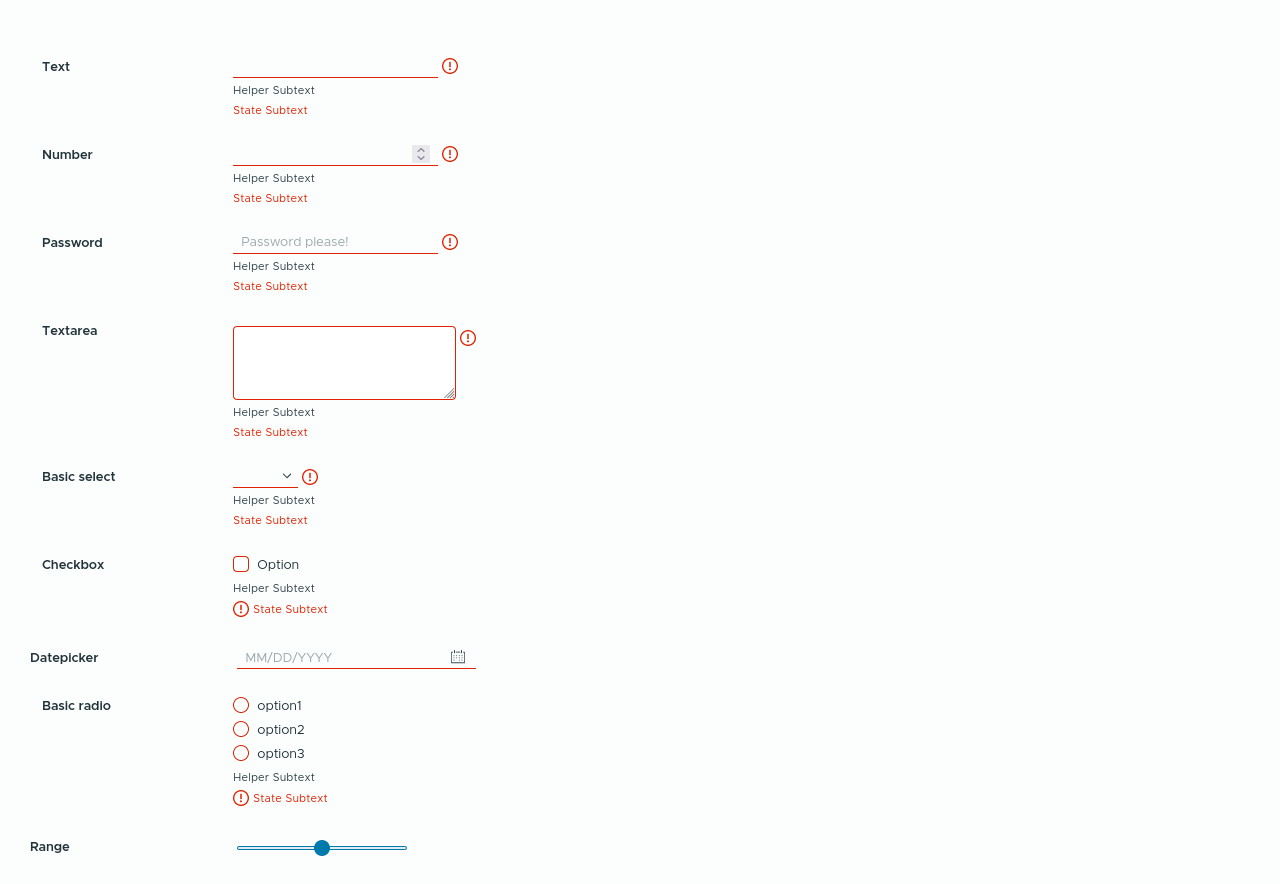 Text
Helper Subtext
State Subtext
Number
Helper Subtext
State Subtext
Password
Password please!
Helper Subtext
State Subtext
Textarea
Helper Subtext
State Subtext
Basic select
Helper Subtext
State Subtext
Checkbox
Option
Helper Subtext
State Subtext
Datepicker
MM/DD/YYYY
Basic radio
option1
option2
option3
Helper Subtext
State Subtext
Range